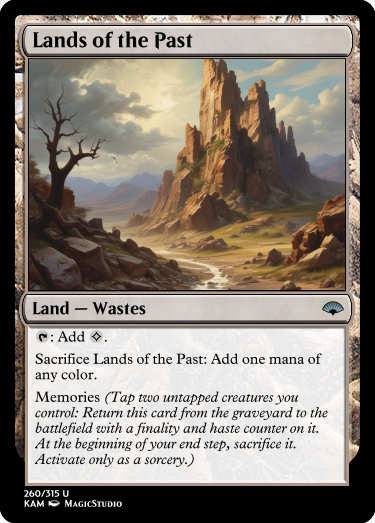 Lands of the Past
Land — Wastes
: Add .
Sacrifice Lands of the Past: Add one mana of
any color.
Memories (Tap two untapped creatures you
control: Return this card from the graveyard to the
battlefield with a finality and haste counter on it.
At the beginning of your end step, sacrifice it.
Activate only as a sorcery.)
260/315 U
KAM MagicStudio